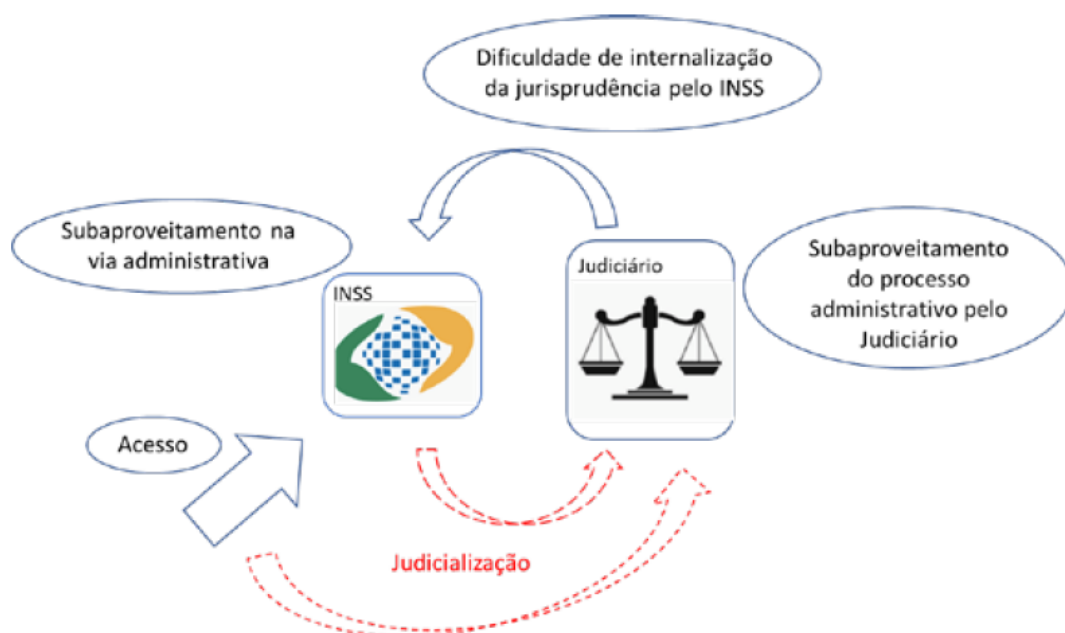 Dificuldade de internalização
da jurisprudência pelo INSS
Subaproveitamento na
via administrativa
INSS
Judiciário
Subaproveitamento
do processo
administrativo pelo
Judiciário
Acesso
Judicialização